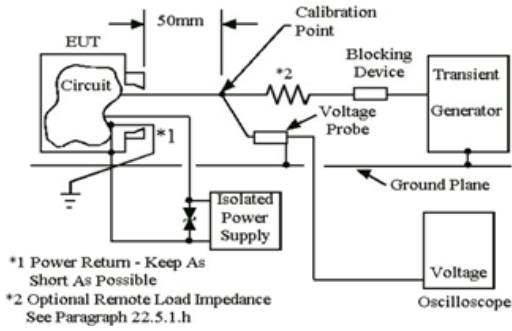 50mm
Calibration
Point
EUT
Circuit
*2
Blocking
Device
Transient
Generator
Voltage
Probe
*1
Ground Plane
Isolated
Power
Supply
*1 Power Return - Keep As
Short As Possible
*2 Optional Remote Load Impedance
See Paragraph 22.5.1.h
Voltage
Oscilloscope